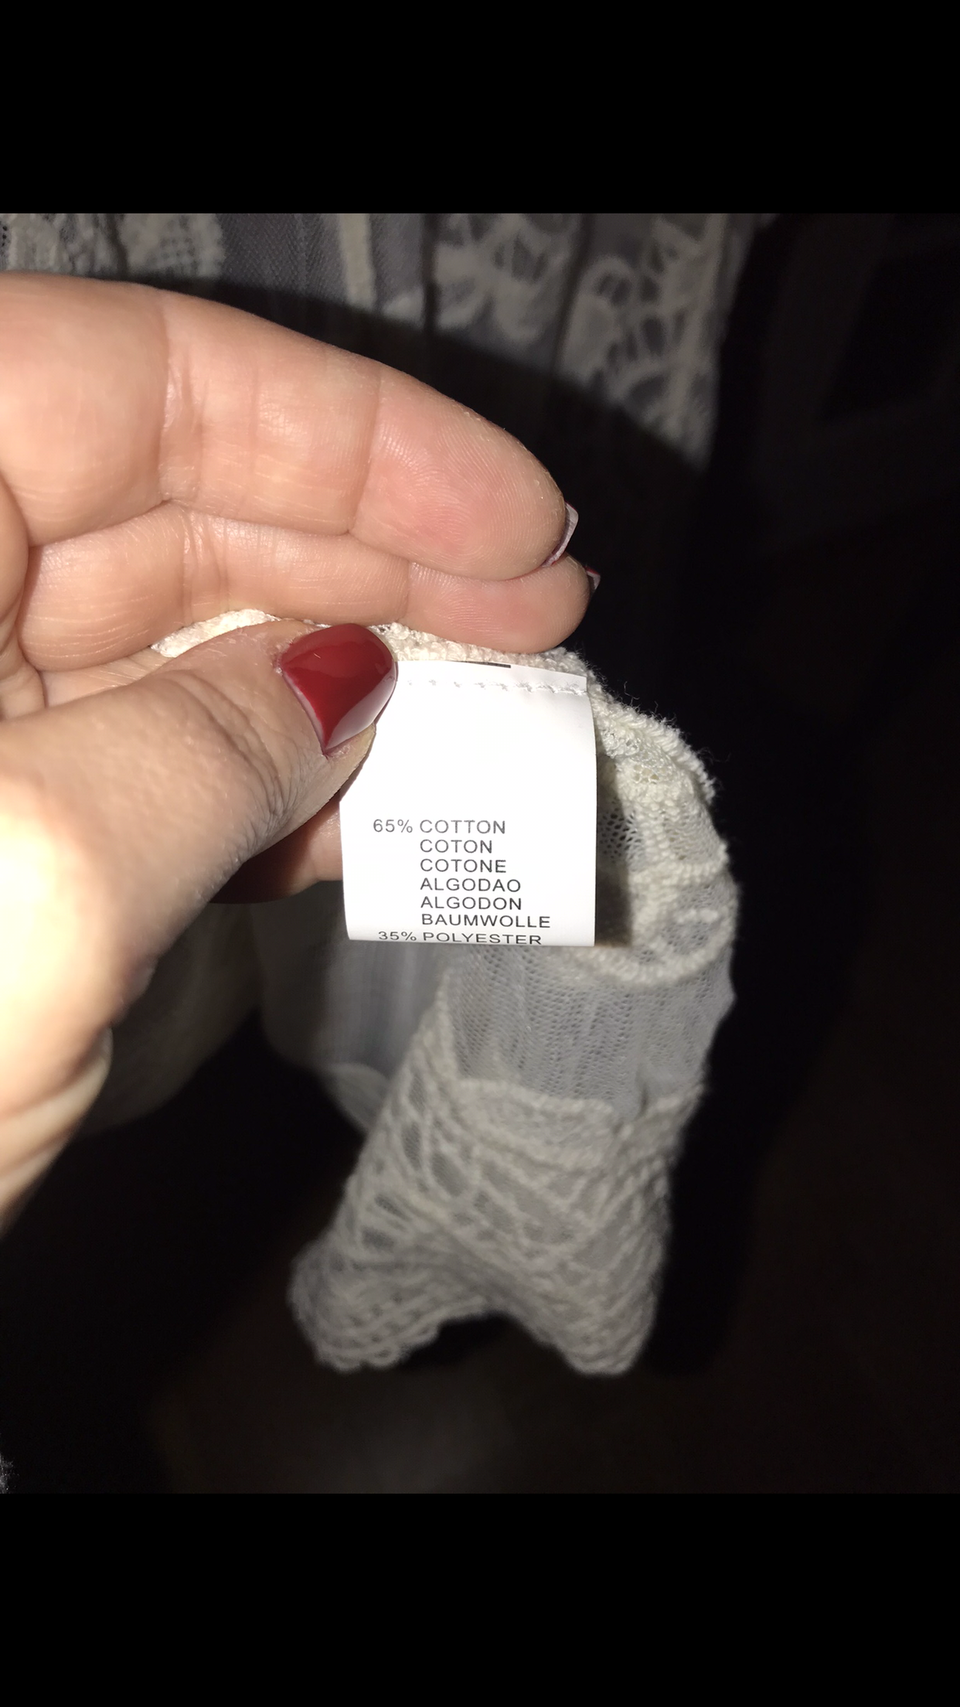 65% COTTON
COTON
COTONE
ALGODAO
ALGODON
BAUMWOLLE
35% POLYESTER